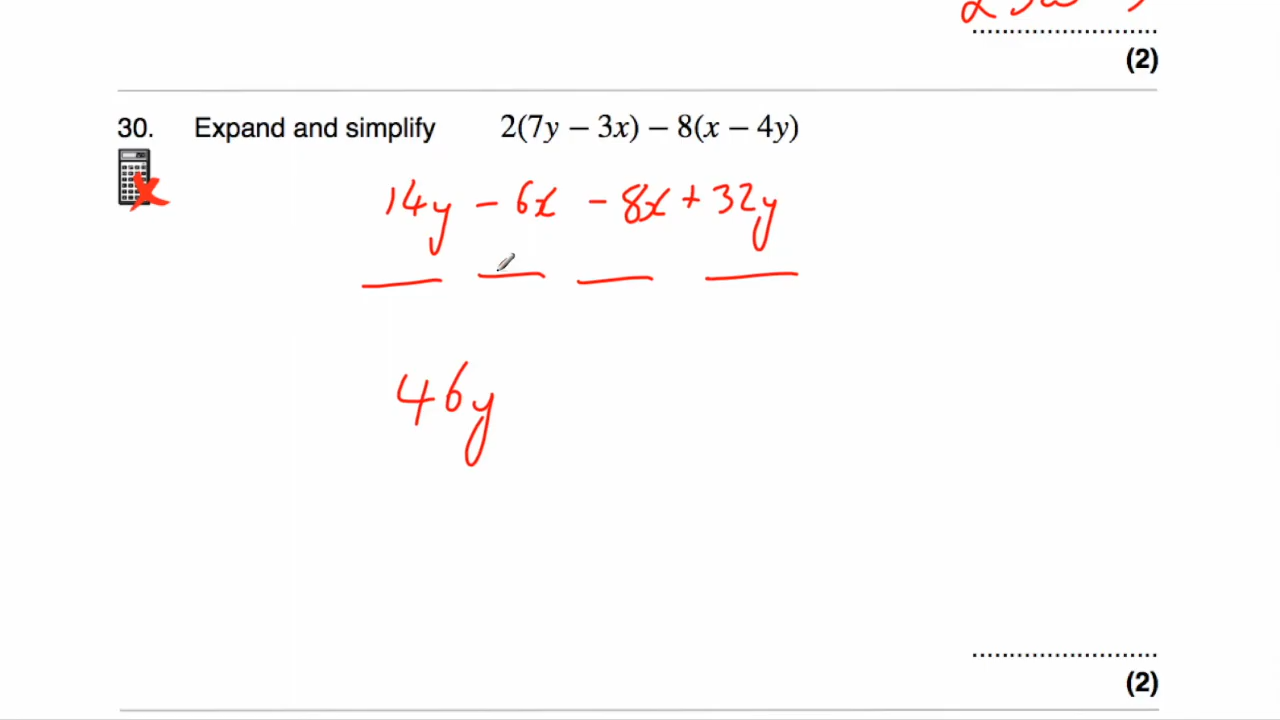 (2)
30. Expand and simplify 2(7y − 3x) − 8(x − 4y)
14y − 6x − 8x + 32y
46y
(2)